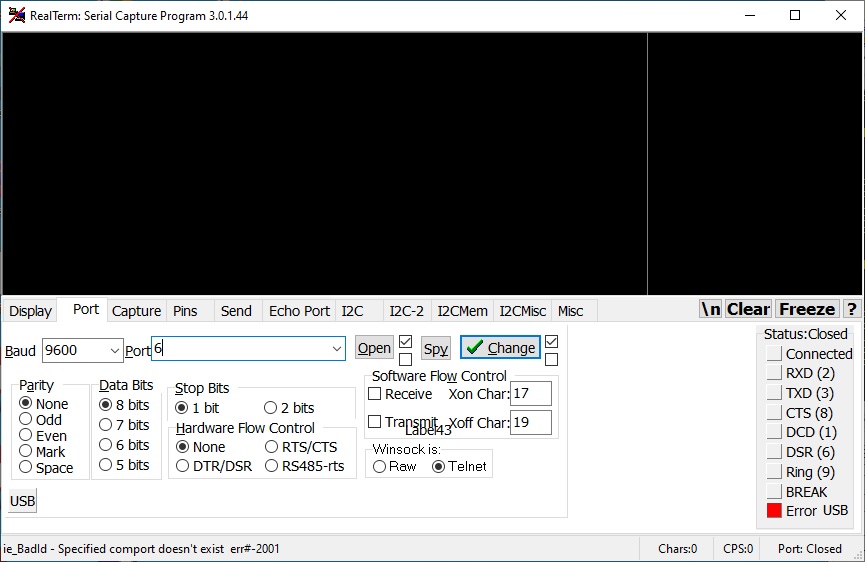 RealTerm: Serial Capture Program 3.0.1.44
Display Port Capture Pins Send Echo Port I2C I2C-2 I2CMem I2CMisc Misc \n Clear Freeze ?
Baud 9600 Port 6 Open Spy Change
Parity
None
Odd
Even
Mark
Space
Data Bits
8 bits
7 bits
6 bits
5 bits
Stop Bits
1 bit 2 bits
Hardware Flow Control
None RTS/CTS
DTR/DSR RS485-rts
Software Flow Control
Receive Xon Char: 17
Transmit Xoff Char: 19
Label43
Winsock is:
Raw Telnet
USB
Status:Closed
Connected
RXD (2)
TXD (3)
CTS (8)
DCD (1)
DSR (6)
Ring (9)
BREAK
Error USB
ie_BadId - Specified comport doesn't exist err#-2001 Chars:0 CPS:0 Port: Closed